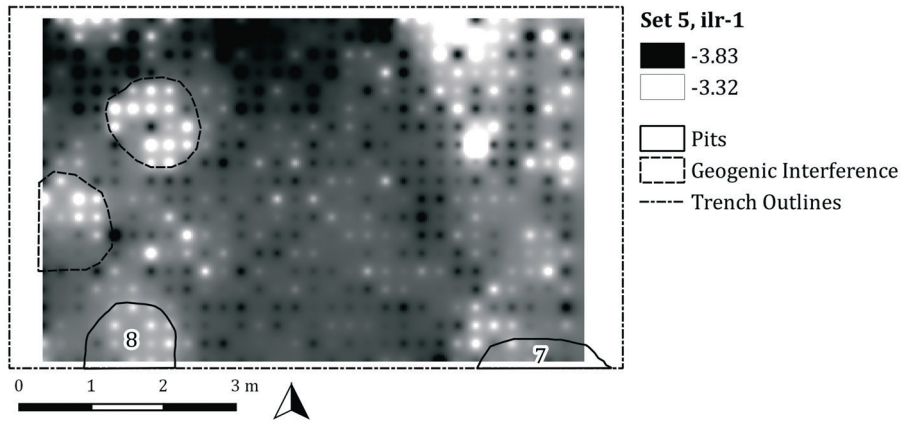 Set 5, ilr-1
-3.83
-3.32
Pits
Geogenic Interference
Trench Outlines
8
7
0 1 2 3 m